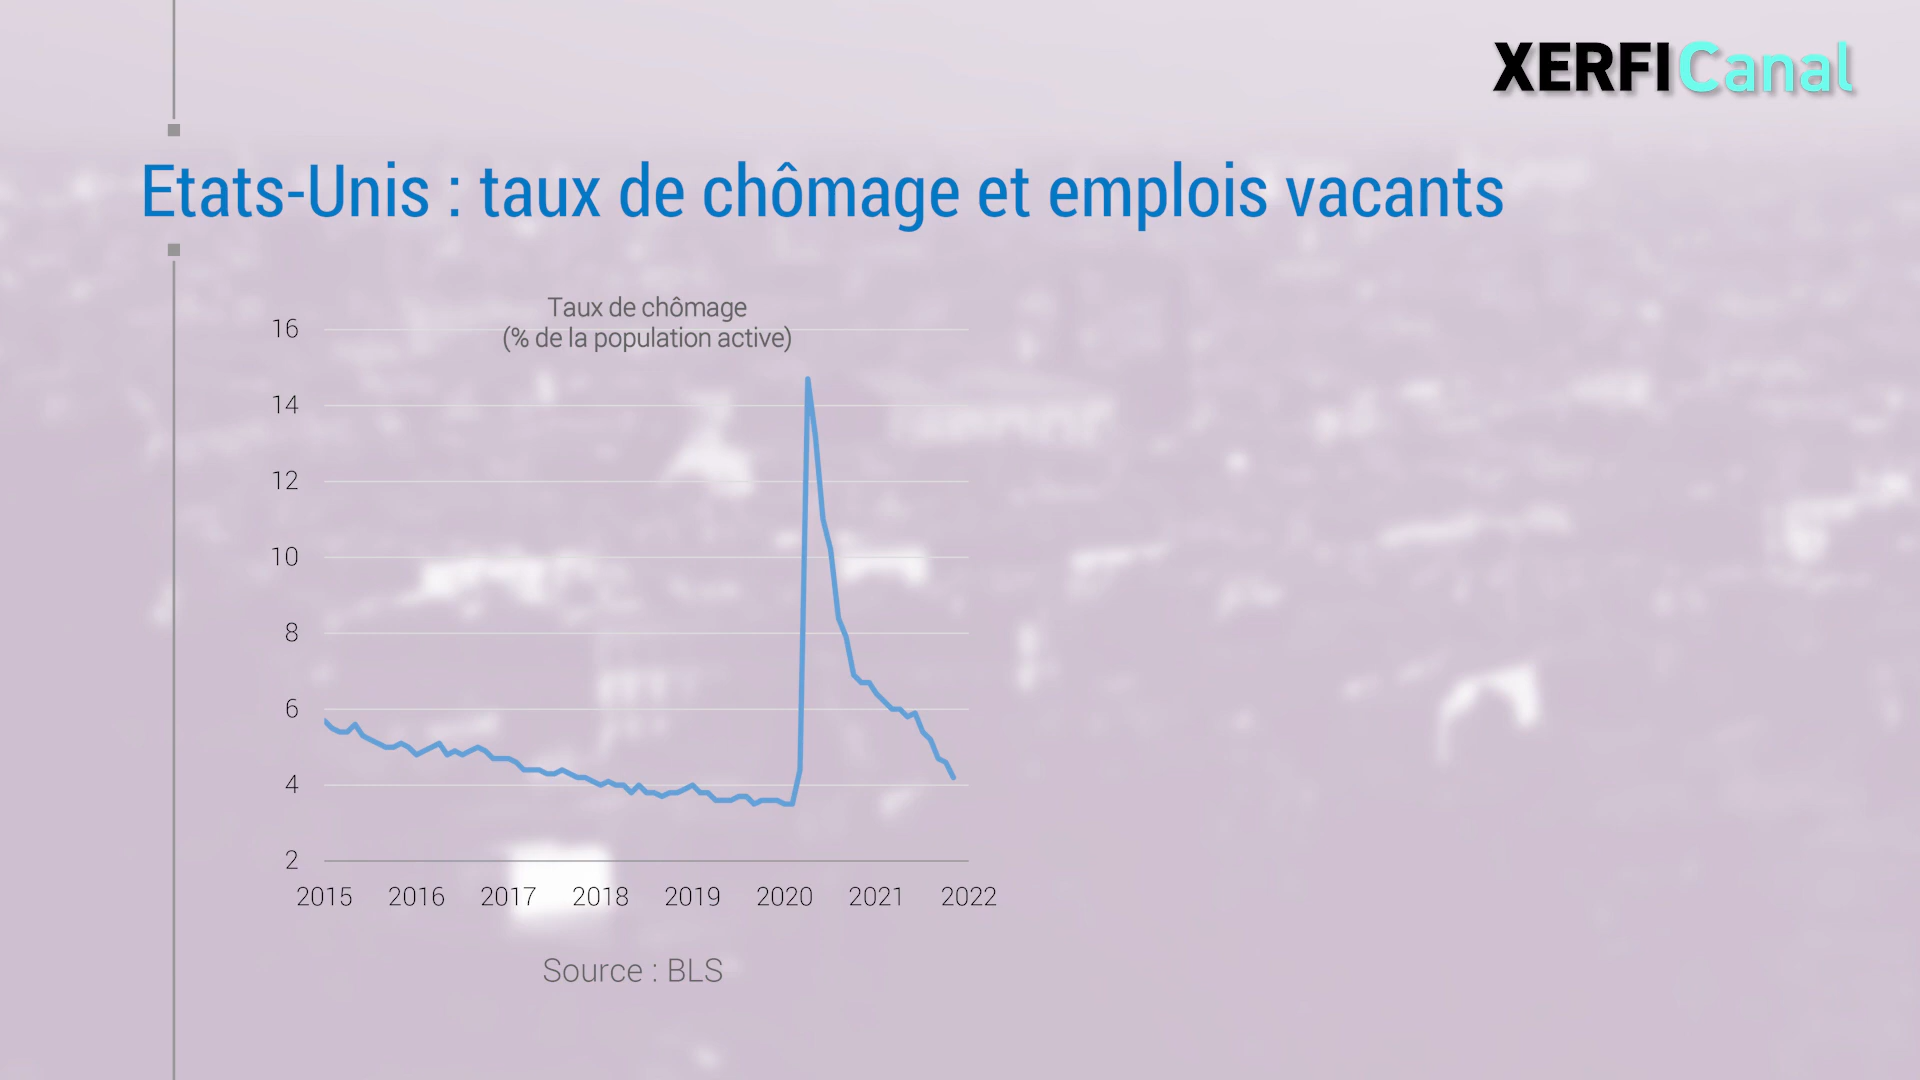 XERFI Canal
Etats-Unis : taux de chômage et emplois vacants
Taux de chômage
(% de la population active)
16
14
12
10
8
6
4
2
2015 2016 2017 2018 2019 2020 2021 2022
Source : BLS